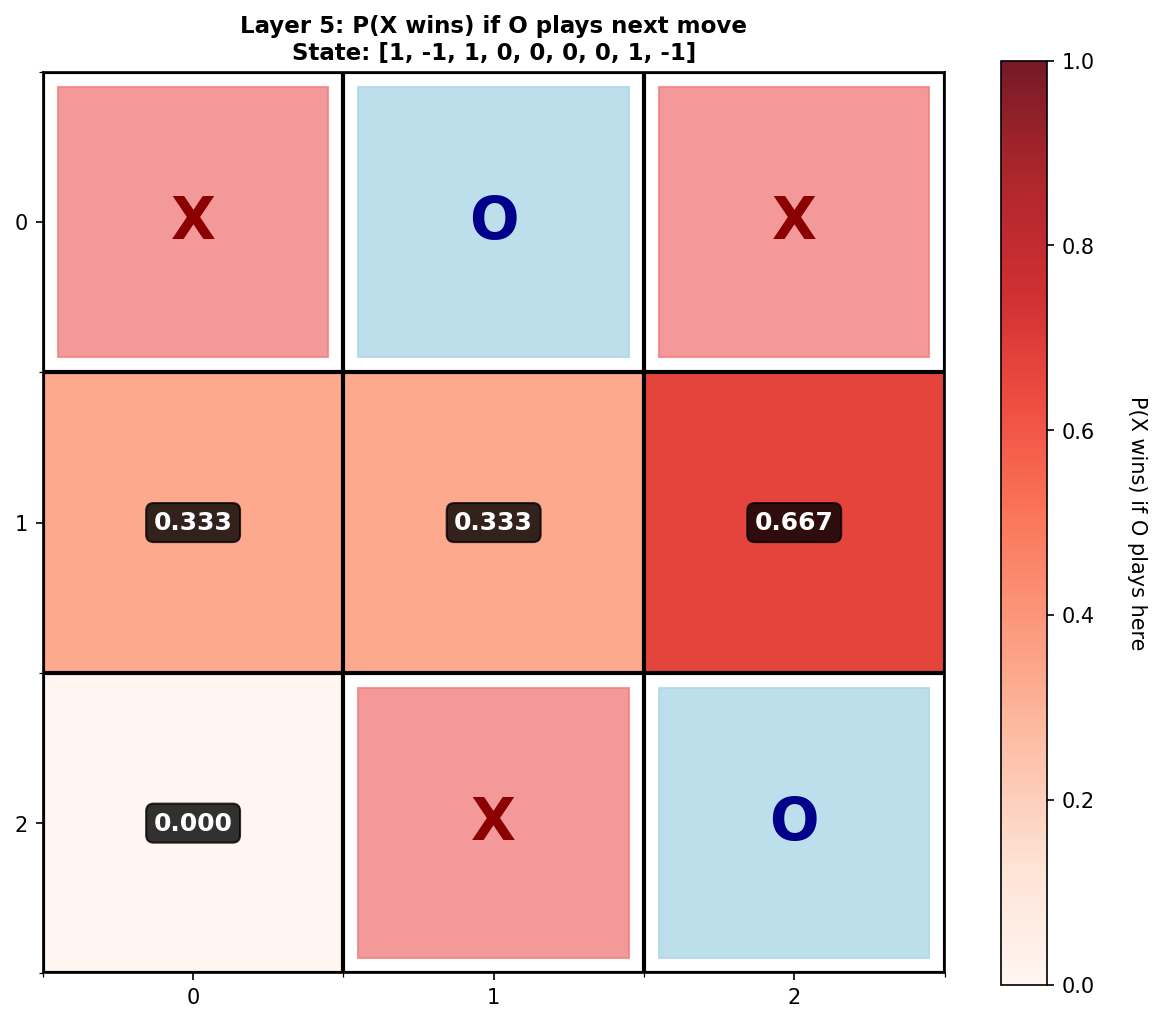 Layer 5: P(X wins) if O plays next move
State: [1, -1, 1, 0, 0, 0, 0, 1, -1]
X O X
0
0.333 0.333 0.667
1
0.000 X O
2
0 1 2
1.0
0.8
0.6
0.4
0.2
0.0
P(X wins) if O plays here